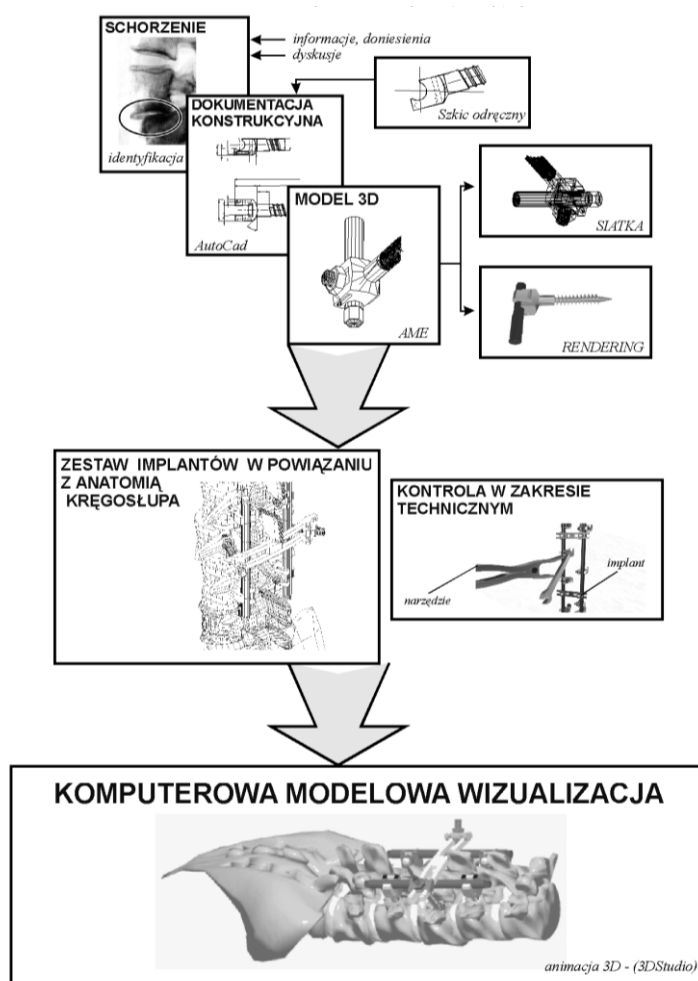 SCHORZENIE
informacje, doniesienia
dyskusje
identyfikacja
Szkic odręczny
DOKUMENTACJA
KONSTRUKCYJNA
AutoCad
MODEL 3D
AME
SIATKA
RENDERING
ZESTAW IMPLANTÓW W POWIĄZANIU
Z ANATOMIĄ
KRĘGOSŁUPA
KONTROLA W ZAKRESIE
TECHNICZNYM
implant
narzędzie
KOMPUTEROWA MODELOWA WIZUALIZACJA
animacja 3D - (3DStudio)